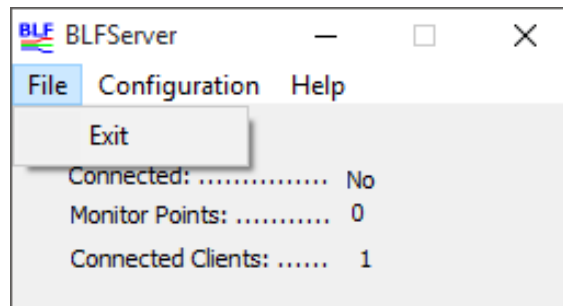 BLF BLFServer
File Configuration Help
Exit
Connected: ............... No
Monitor Points: ........... 0
Connected Clients: ...... 1